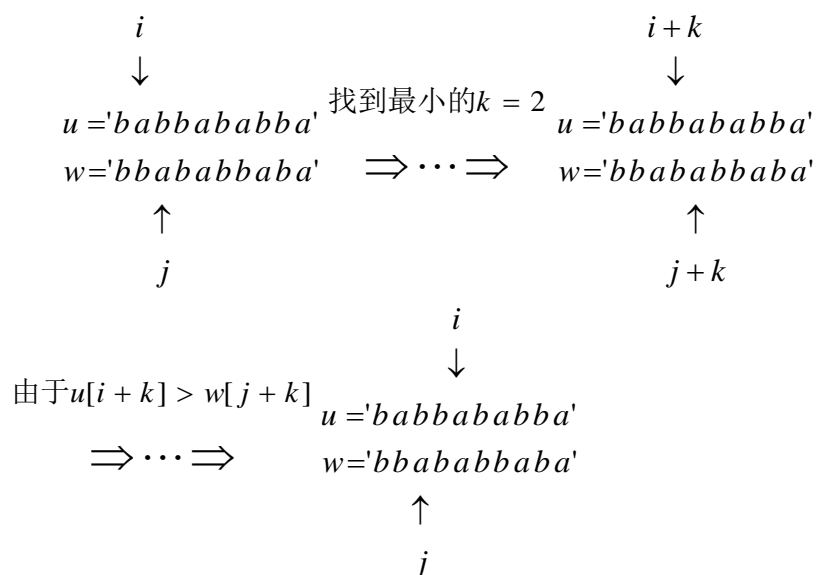 i i+k
↓ ↓
找到最小的k = 2
u ='babbababba' u ='babbababba'
w='bbababbaba' ⇒ ⋯ ⇒ w='bbababbaba'
↑ ↑
j j+k
i
↓
由于u[i + k] > w[j + k]
u ='babbababba'
⇒ ⋯ ⇒ w='bbababbaba'
↑
j